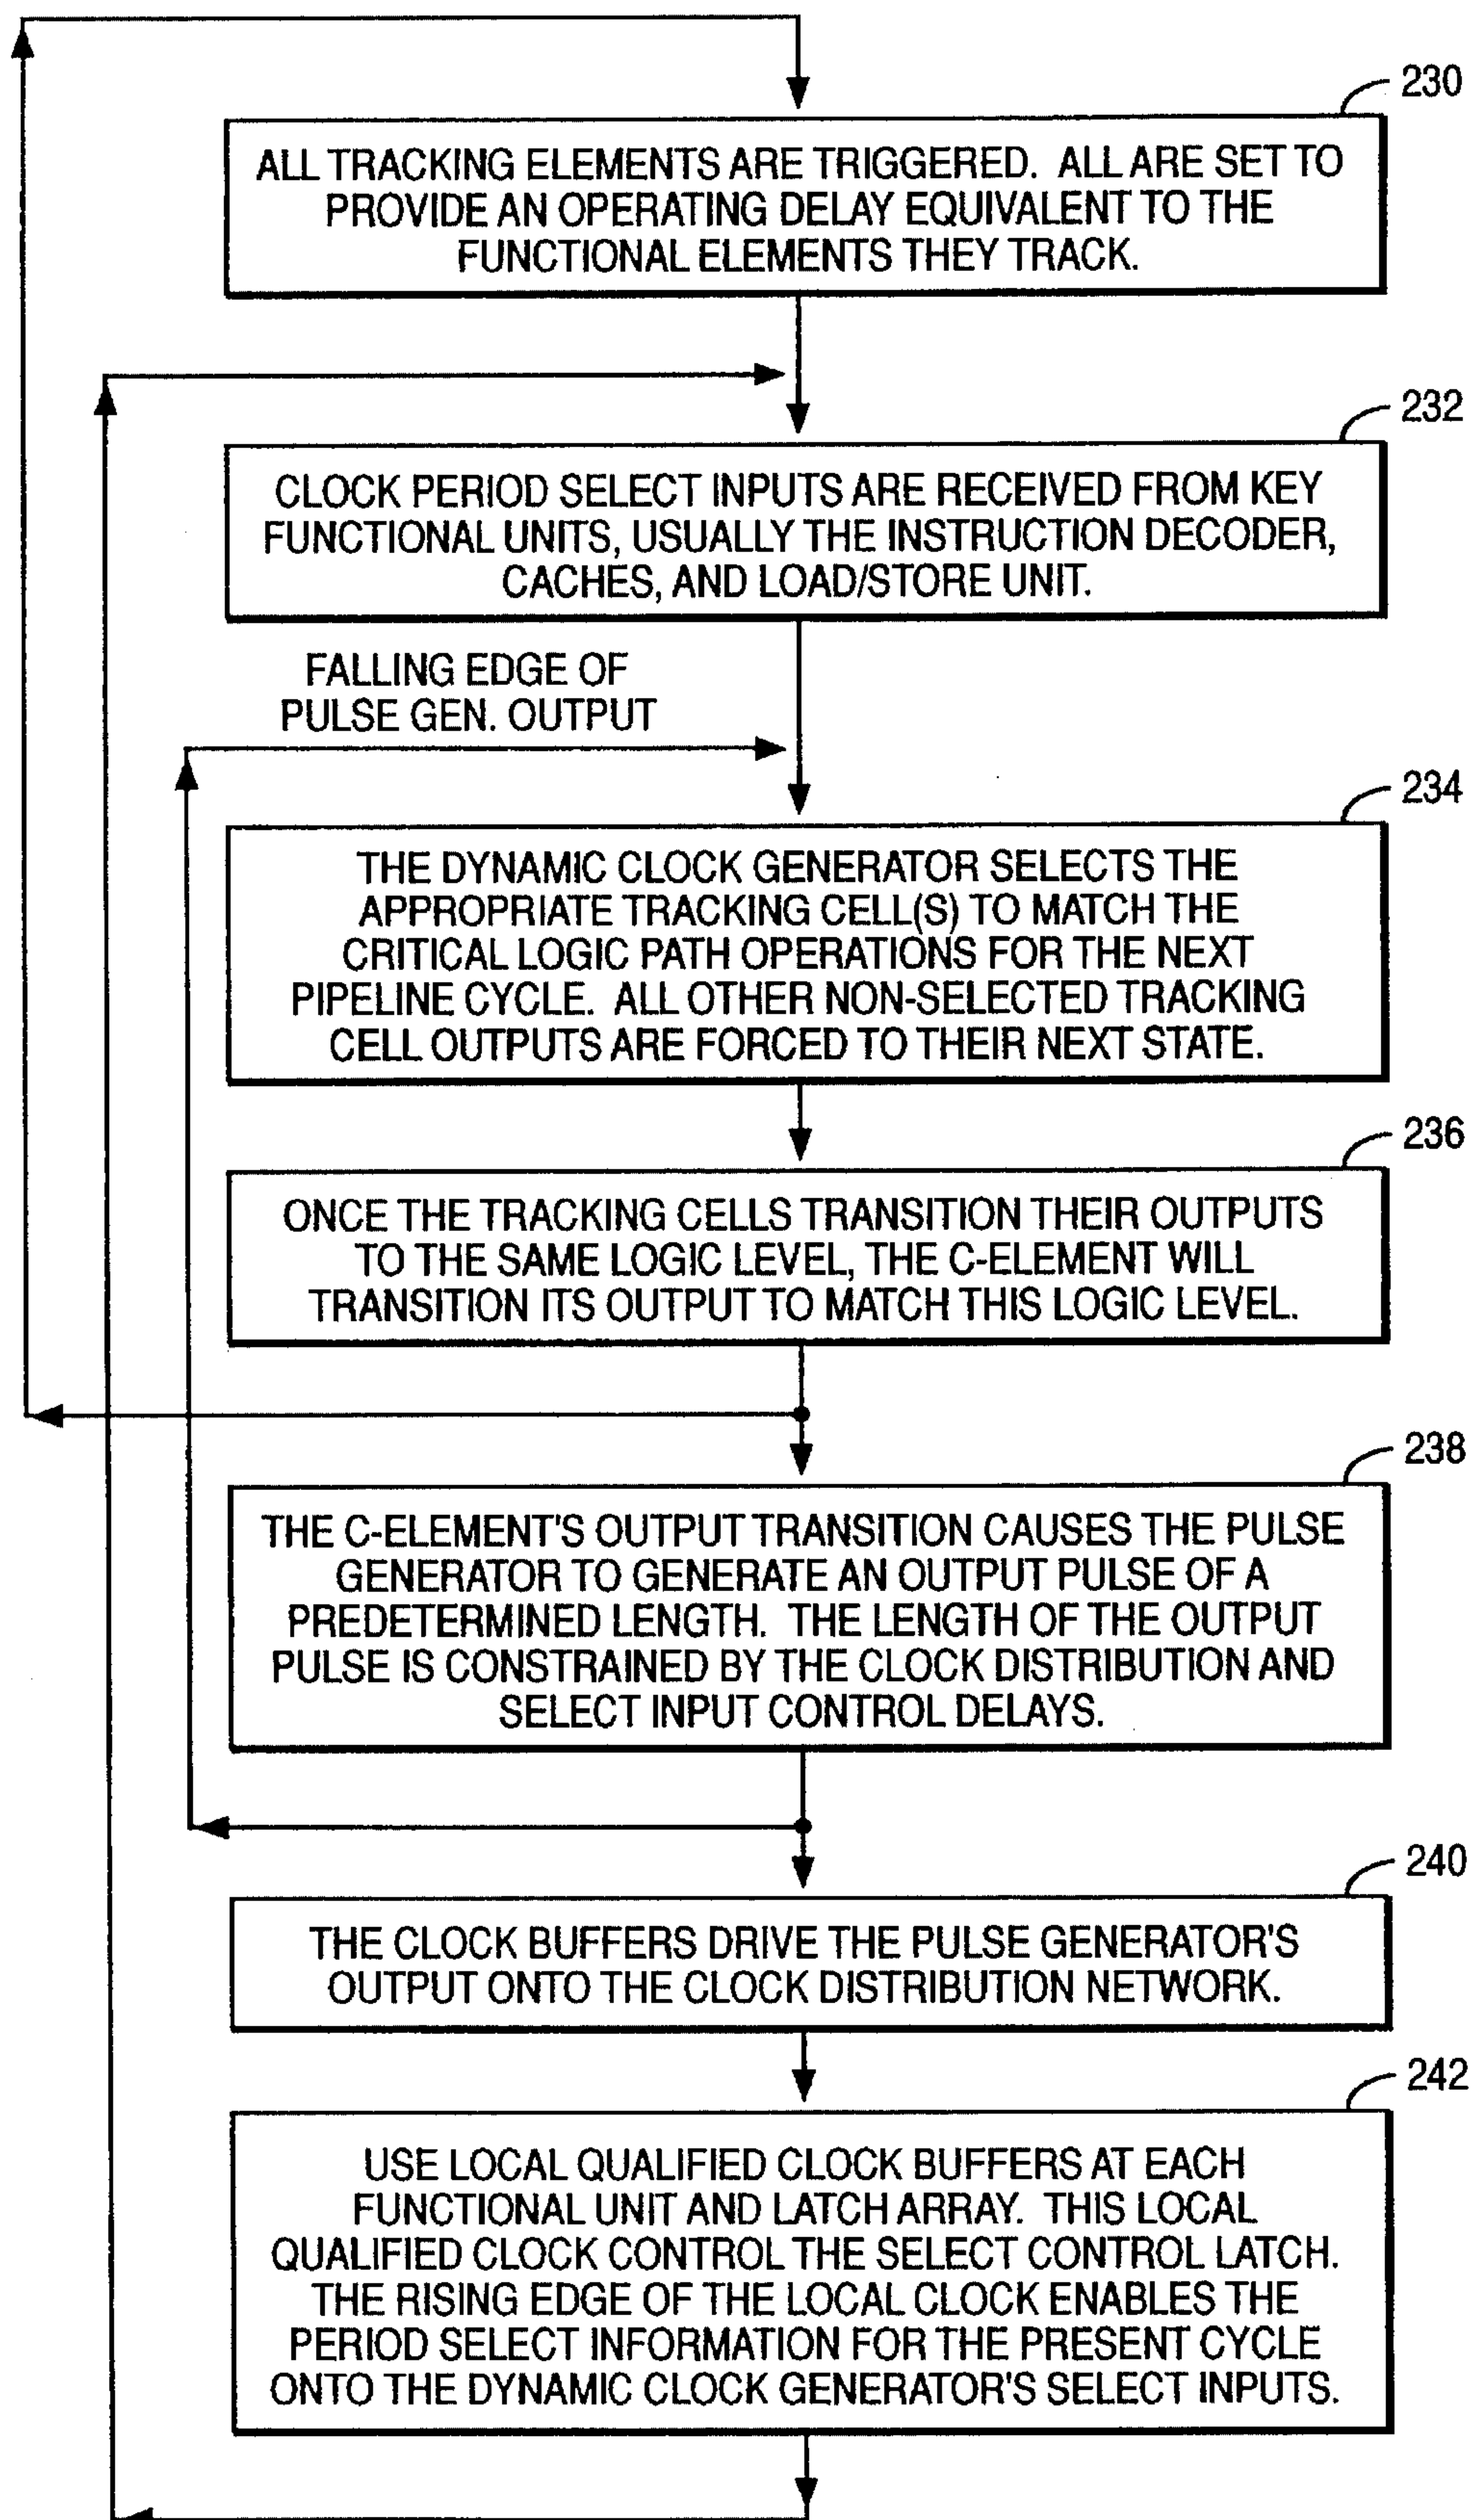 230
ALL TRACKING ELEMENTS ARE TRIGGERED. ALL ARE SET TO
PROVIDE AN OPERATING DELAY EQUIVALENT TO THE
FUNCTIONAL ELEMENTS THEY TRACK.
232
CLOCK PERIOD SELECT INPUTS ARE RECEIVED FROM KEY
FUNCTIONAL UNITS, USUALLY THE INSTRUCTION DECODER,
CACHES, AND LOAD/STORE UNIT.
FALLING EDGE OF
PULSE GEN. OUTPUT
234
THE DYNAMIC CLOCK GENERATOR SELECTS THE
APPROPRIATE TRACKING CELL(S) TO MATCH THE
CRITICAL LOGIC PATH OPERATIONS FOR THE NEXT
PIPELINE CYCLE. ALL OTHER NON-SELECTED TRACKING
CELL OUTPUTS ARE FORCED TO THEIR NEXT STATE.
236
ONCE THE TRACKING CELLS TRANSITION THEIR OUTPUTS
TO THE SAME LOGIC LEVEL, THE C-ELEMENT WILL
TRANSITION ITS OUTPUT TO MATCH THIS LOGIC LEVEL.
238
THE C-ELEMENT'S OUTPUT TRANSITION CAUSES THE PULSE
GENERATOR TO GENERATE AN OUTPUT PULSE OF A
PREDETERMINED LENGTH. THE LENGTH OF THE OUTPUT
PULSE IS CONSTRAINED BY THE CLOCK DISTRIBUTION AND
SELECT INPUT CONTROL DELAYS.
240
THE CLOCK BUFFERS DRIVE THE PULSE GENERATOR'S
OUTPUT ONTO THE CLOCK DISTRIBUTION NETWORK.
242
USE LOCAL QUALIFIED CLOCK BUFFERS AT EACH
FUNCTIONAL UNIT AND LATCH ARRAY. THIS LOCAL
QUALIFIED CLOCK CONTROL THE SELECT CONTROL LATCH.
THE RISING EDGE OF THE LOCAL CLOCK ENABLES THE
PERIOD SELECT INFORMATION FOR THE PRESENT CYCLE
ONTO THE DYNAMIC CLOCK GENERATOR'S SELECT INPUTS.